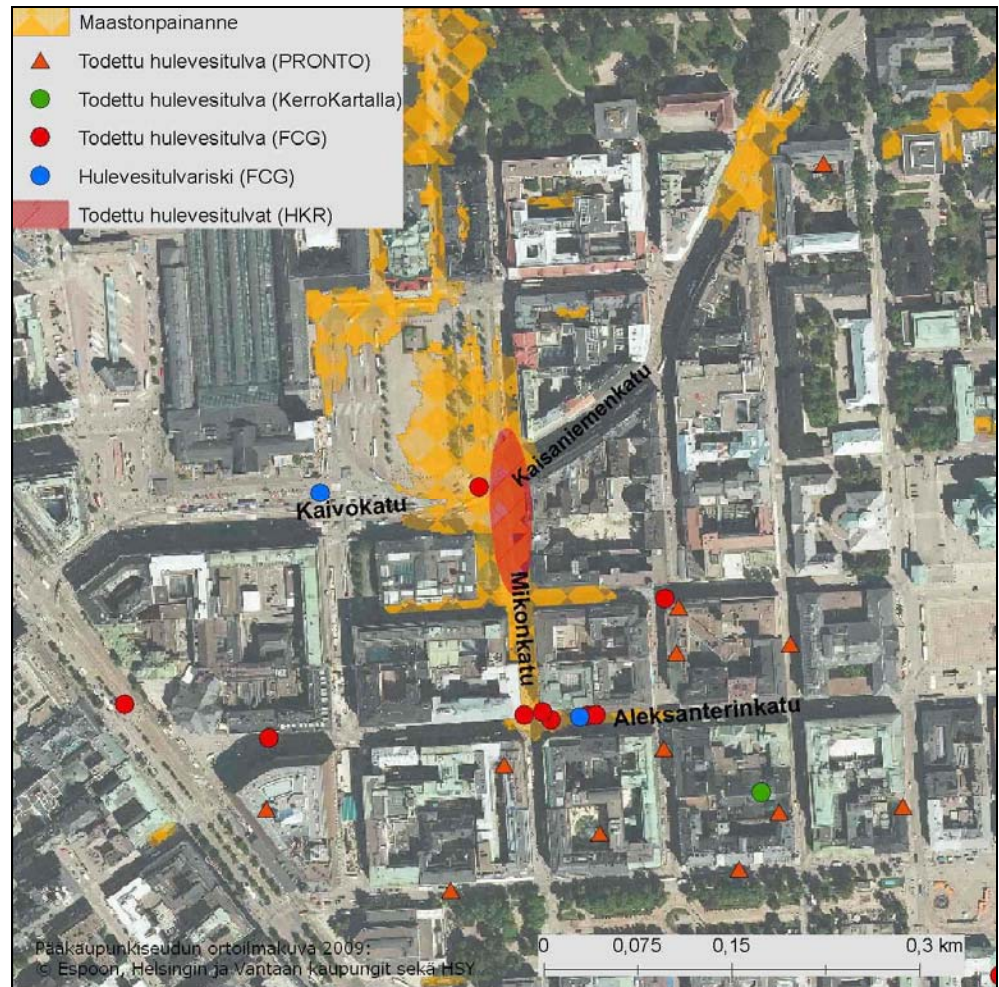 Maastonpainanne
Todettu hulevesitulva (PRONTO)
Todettu hulevesitulva (KerroKartalla)
Todettu hulevesitulva (FCG)
Hulevesitulvariski (FCG)
Todettu hulevesitulvat (HKR)
Kaisaniemenkatu
Kaivokatu
Mikonkatu
Aleksanterinkatu
Pääkaupunkiseudun ortoilmakuva 2009:
© Espoon, Helsingin ja Vantaan kaupungit sekä HSY
0 0,075 0,15 0,3 km